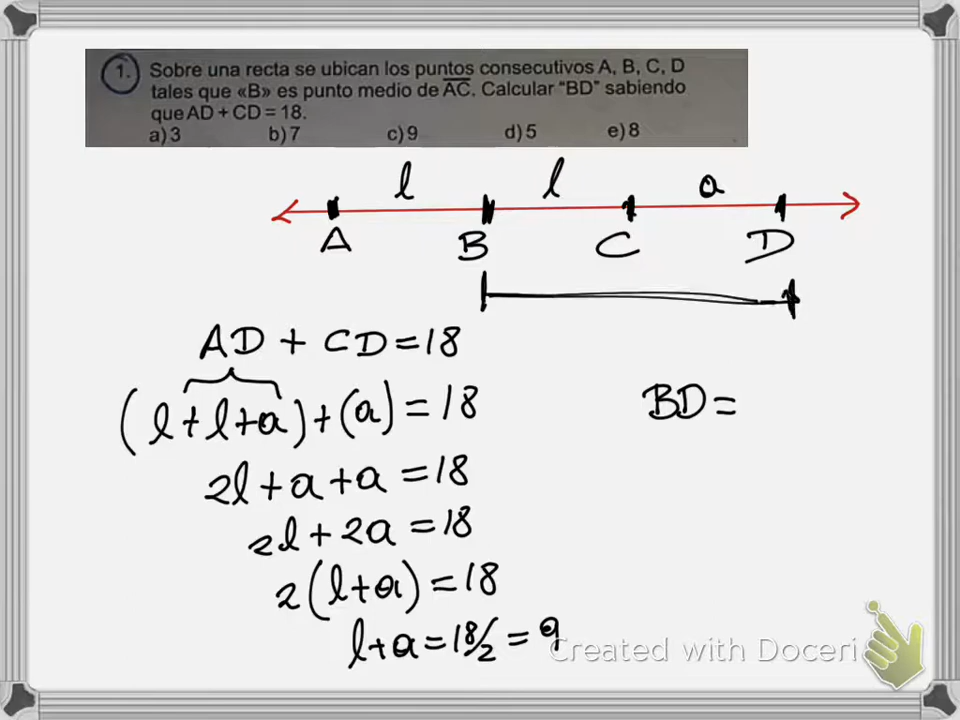 1. Sobre una recta se ubican los puntos consecutivos A, B, C, D
tales que «B» es punto medio de AC. Calcular "BD" sabiendo
que AD + CD = 18.
a) 3 b) 7 c) 9 d) 5 e) 8
l l a
A B C D
AD + CD = 18
(l + l + a) + (a) = 18
BD =
2l + a + a = 18
2l + 2a = 18
2(l + a) = 18
l + a = 18/2 = 9
Created with Doceri